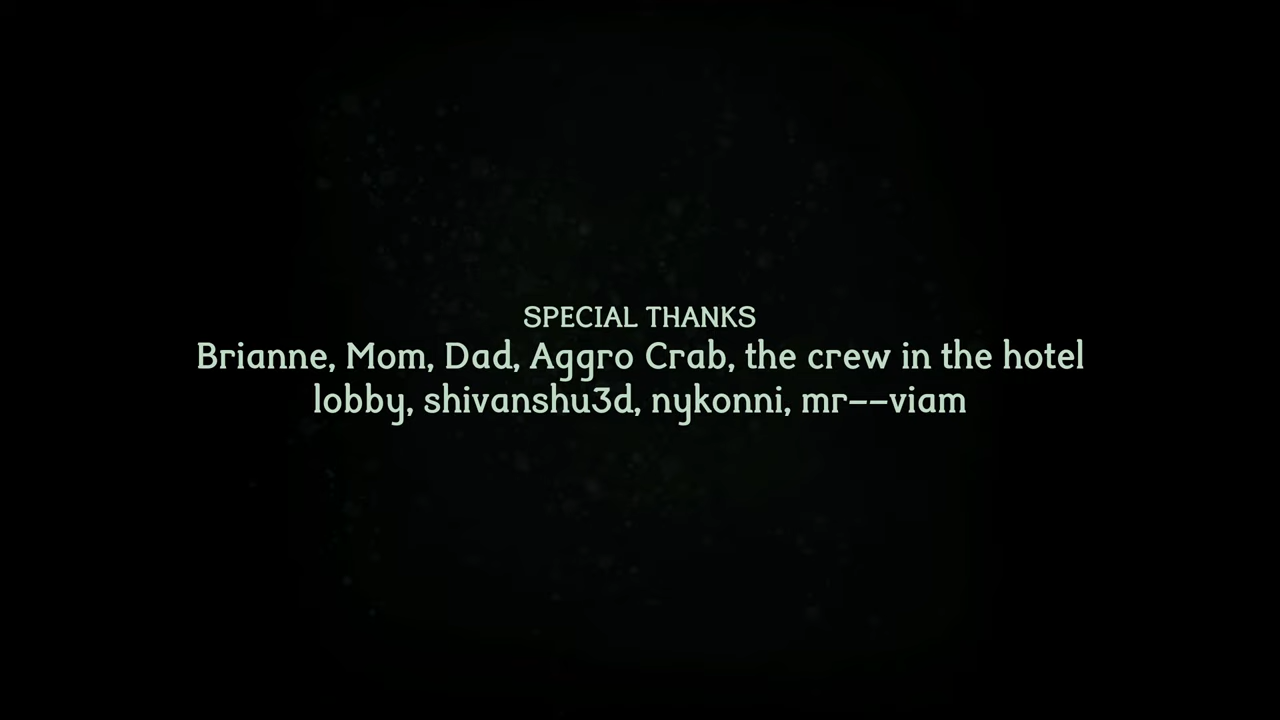 SPECIAL THANKS
Brianne, Mom, Dad, Aggro Crab, the crew in the hotel
lobby, shivanshu3d, nykonni, mr--viam